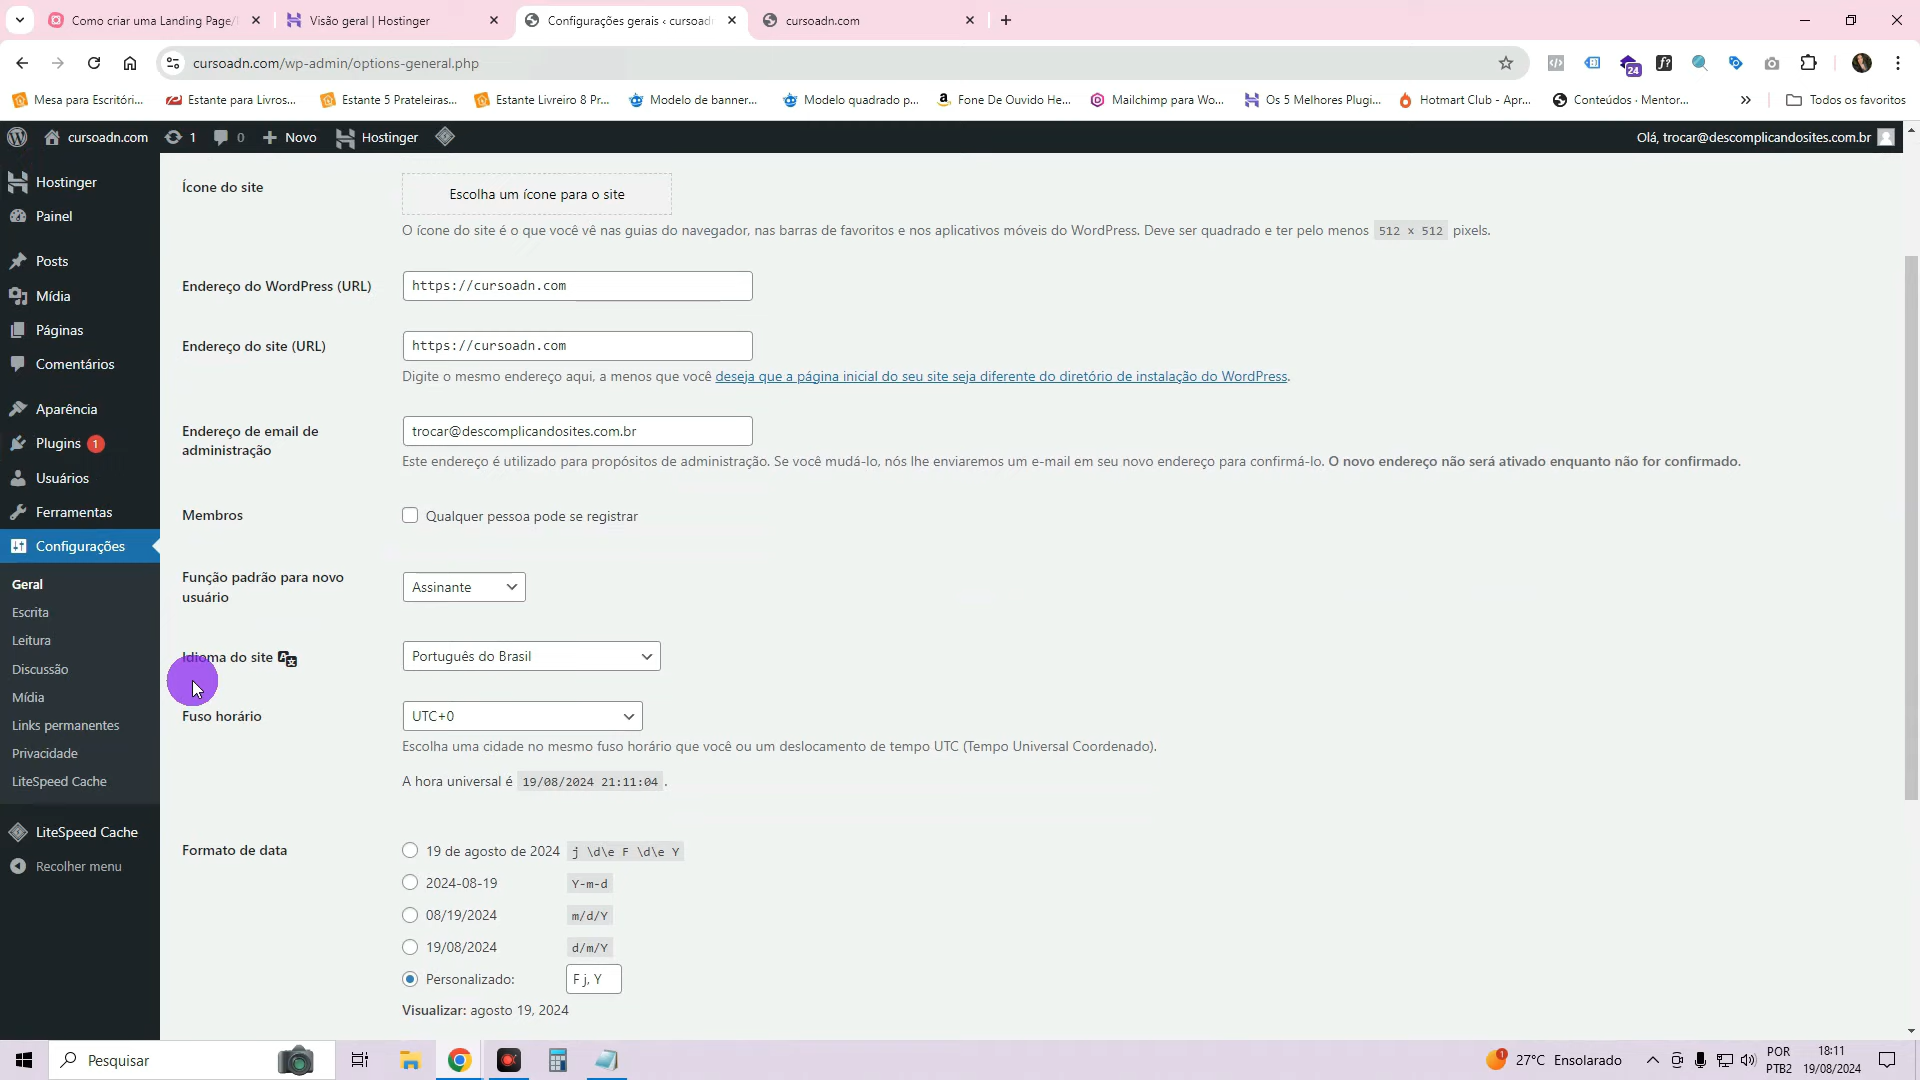 Como criar uma Landing Page/
Visão geral | Hostinger
Configurações gerais ‹ cursoadn
cursoadn.com
cursoadn.com/wp-admin/options-general.php
24
f?
Mesa para Escritóri...
Estante para Livros...
Estante 5 Prateleiras...
Estante Livreiro 8 Pr...
Modelo de banner...
Modelo quadrado p...
Fone De Ouvido He...
Mailchimp para Wo...
Os 5 Melhores Plugi...
Hotmart Club - Apr...
Conteúdos · Mentor...
»
Todos os favoritos
cursoadn.com
1
0
Novo
Hostinger
Olá, trocar@descomplicandosites.com.br
Hostinger
Painel
Posts
Mídia
Páginas
Comentários
Aparência
Plugins 1
Usuários
Ferramentas
Configurações
Geral
Escrita
Leitura
Discussão
Mídia
Links permanentes
Privacidade
LiteSpeed Cache
LiteSpeed Cache
Recolher menu
Ícone do site
Escolha um ícone para o site
O ícone do site é o que você vê nas guias do navegador, nas barras de favoritos e nos aplicativos móveis do WordPress. Deve ser quadrado e ter pelo menos 512 × 512 pixels.
Endereço do WordPress (URL)
https://cursoadn.com
Endereço do site (URL)
https://cursoadn.com
Digite o mesmo endereço aqui, a menos que você deseja que a página inicial do seu site seja diferente do diretório de instalação do WordPress.
Endereço de email de
administração
trocar@descomplicandosites.com.br
Este endereço é utilizado para propósitos de administração. Se você mudá-lo, nós lhe enviaremos um e-mail em seu novo endereço para confirmá-lo. O novo endereço não será ativado enquanto não for confirmado.
Membros
Qualquer pessoa pode se registrar
Função padrão para novo
usuário
Assinante
Idioma do site
Português do Brasil
Fuso horário
UTC+0
Escolha uma cidade no mesmo fuso horário que você ou um deslocamento de tempo UTC (Tempo Universal Coordenado).
A hora universal é 19/08/2024 21:11:04 .
Formato de data
19 de agosto de 2024 j \d\e F \d\e Y
2024-08-19 Y-m-d
08/19/2024 m/d/Y
19/08/2024 d/m/Y
Personalizado: F j, Y
Visualizar: agosto 19, 2024
Pesquisar
1
27°C Ensolarado
POR
PTB2
18:11
19/08/2024